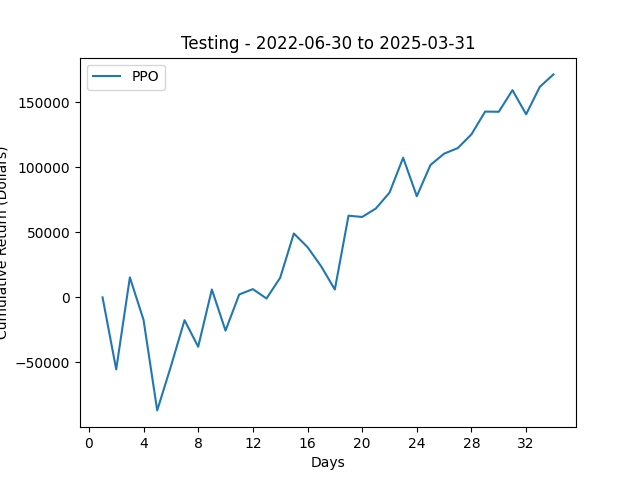 Testing - 2022-06-30 to 2025-03-31
PPO
150000
100000
50000
0
−50000
Cumulative Return (Dollars)
0 4 8 12 16 20 24 28 32
Days